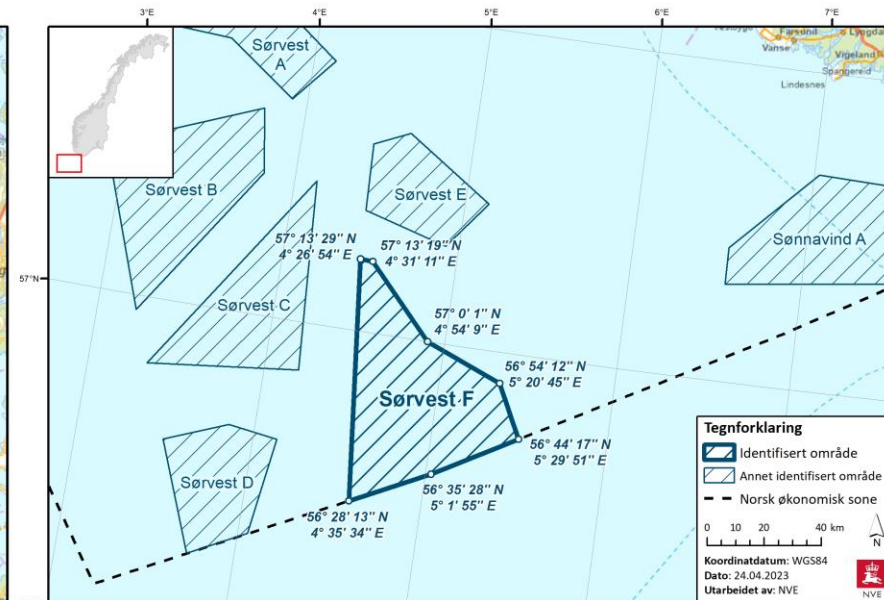 3°E
4°E
5°E
6°E
7°E
Farsund
Lyngda
Vanse
Vigeland
Spangereid
Lindesnes
57°N
Sørvest
A
Sørvest B
Sørvest E
Sønnavind A
Sørvest C
57° 13' 29'' N
4° 26' 54'' E
57° 13' 19'' N
4° 31' 11'' E
57° 0' 1'' N
4° 54' 9'' E
56° 54' 12'' N
5° 20' 45'' E
Sørvest F
56° 44' 17'' N
5° 29' 51'' E
Sørvest D
56° 35' 28'' N
5° 1' 55'' E
56° 28' 13'' N
4° 35' 34'' E
Tegnforklaring
Identifisert område
Annet identifisert område
Norsk økonomisk sone
0 10 20 40 km
N
Koordinatdatum: WGS84
Dato: 24.04.2023
Utarbeidet av: NVE
NVE